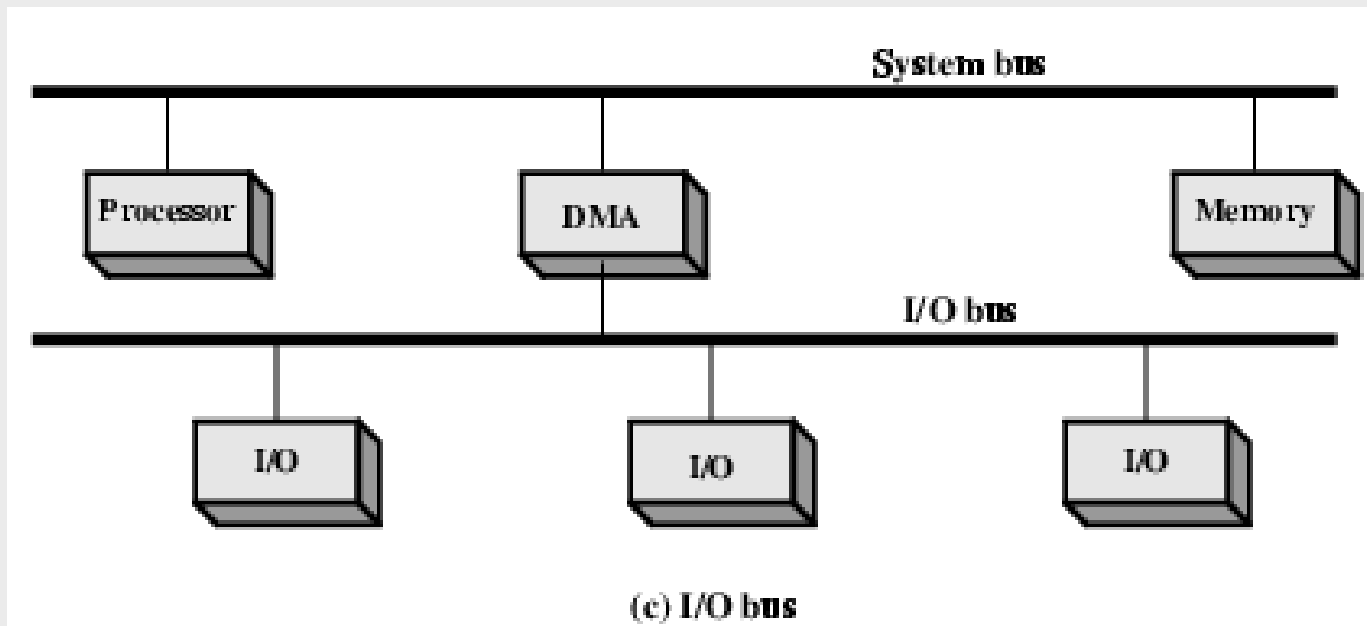 System bus
Processor
DMA
Memory
I/O bus
I/O
I/O
I/O
(c) I/O bus